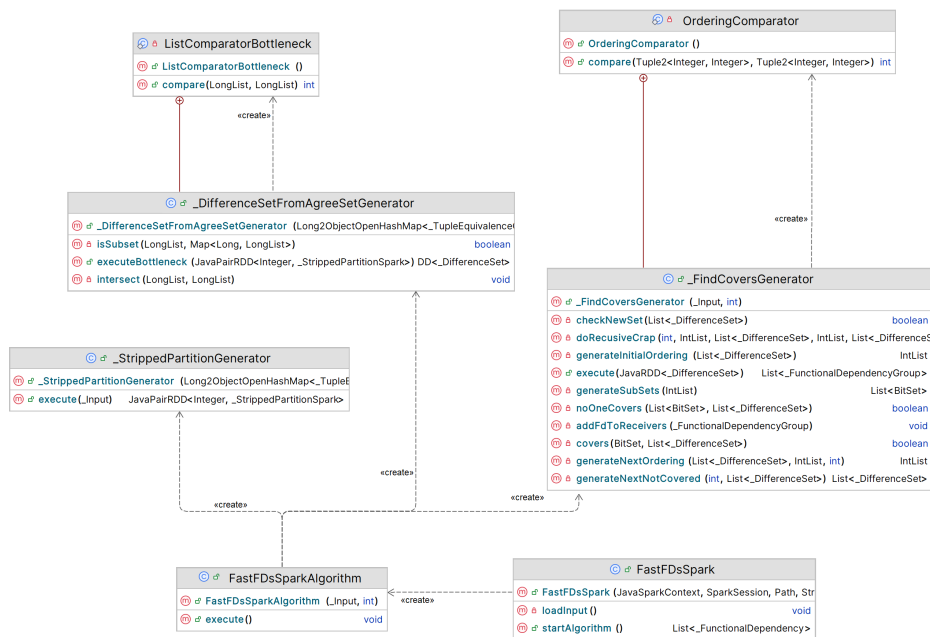 OrderingComparator
OrderingComparator ()
compare(Tuple2<Integer, Integer>, Tuple2<Integer, Integer>) int
ListComparatorBottleneck
ListComparatorBottleneck ()
compare(LongList, LongList) int
«create»
«create»
_DifferenceSetFromAgreeSetGenerator
_DifferenceSetFromAgreeSetGenerator (Long2ObjectOpenHashMap<_TupleEquivalence
isSubset(LongList, Map<Long, LongList>) boolean
executeBottleneck (JavaPairRDD<Integer, _StrippedPartitionSpark>) DD<_DifferenceSet>
intersect(LongList, LongList) void
_FindCoversGenerator
_FindCoversGenerator (_Input, int)
checkNewSet(List<_DifferenceSet>) boolean
doRecusiveCrap(int, IntList, List<_DifferenceSet>, IntList, List<_DifferenceS
generateInitialOrdering (List<_DifferenceSet>) IntList
execute(JavaRDD<_DifferenceSet>) List<_FunctionalDependencyGroup>
generateSubSets(IntList) List<BitSet>
noOneCovers(List<BitSet>, List<_DifferenceSet>) boolean
addFdToReceivers(_FunctionalDependencyGroup) void
covers(BitSet, List<_DifferenceSet>) boolean
generateNextOrdering (List<_DifferenceSet>, IntList, int) IntList
generateNextNotCovered (int, List<_DifferenceSet>) List<_DifferenceSet>
_StrippedPartitionGenerator
_StrippedPartitionGenerator (Long2ObjectOpenHashMap<_TupleE
execute(_Input) JavaPairRDD<Integer, _StrippedPartitionSpark>
«create»
«create»
«create»
FastFDsSparkAlgorithm
FastFDsSparkAlgorithm (_Input, int)
execute() void
«create»
FastFDsSpark
FastFDsSpark (JavaSparkContext, SparkSession, Path, Str
loadInput() void
startAlgorithm () List<_FunctionalDependency>